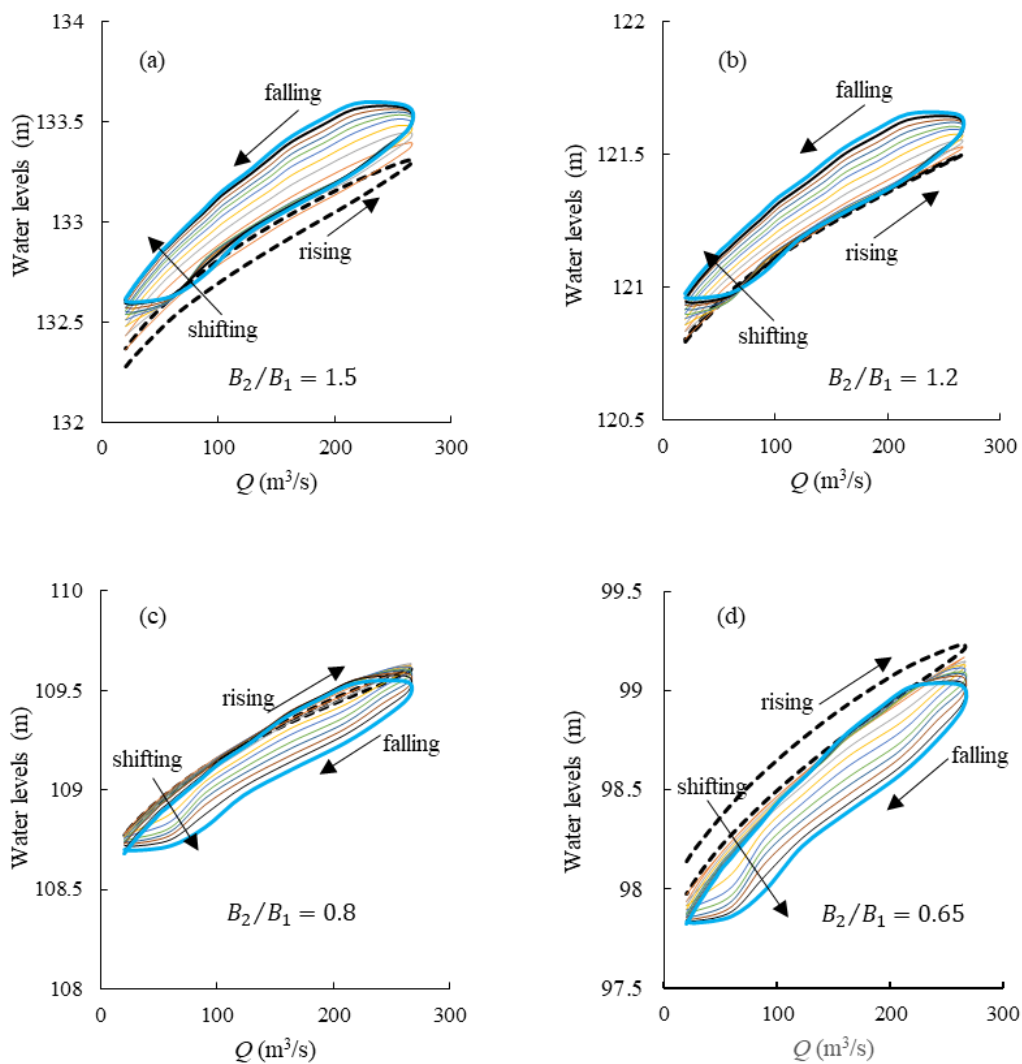 134
(a)
falling
133.5
Water levels (m)
133
rising
132.5
shifting
B₂/B₁ = 1.5
132
0 100 200 300
Q (m³/s)
122
(b)
falling
121.5
Water levels (m)
rising
121
shifting
B₂/B₁ = 1.2
120.5
0 100 200 300
Q (m³/s)
110
(c)
109.5
rising
Water levels (m)
shifting
falling
109
108.5
B₂/B₁ = 0.8
108
0 100 200 300
Q (m³/s)
99.5
(d)
rising
99
Water levels (m)
falling
98.5
shifting
98
B₂/B₁ = 0.65
97.5
0 100 200 300
Q (m³/s)